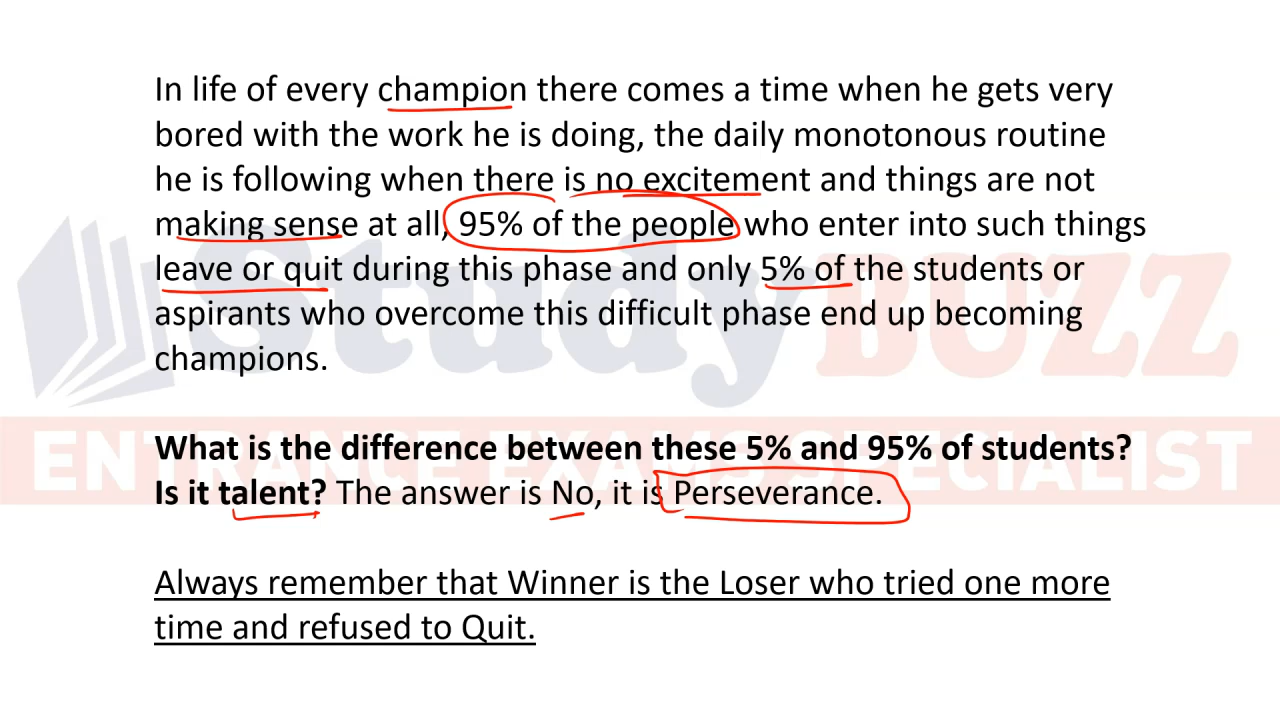 In life of every champion there comes a time when he gets very
bored with the work he is doing, the daily monotonous routine
he is following when there is no excitement and things are not
making sense at all, 95% of the people who enter into such things
leave or quit during this phase and only 5% of the students or
aspirants who overcome this difficult phase end up becoming
champions.
StudyBUZZ
What is the difference between these 5% and 95% of students?
Is it talent? The answer is No, it is Perseverance.
ENTRANCE EXAMS SPECIALIST
Always remember that Winner is the Loser who tried one more
time and refused to Quit.